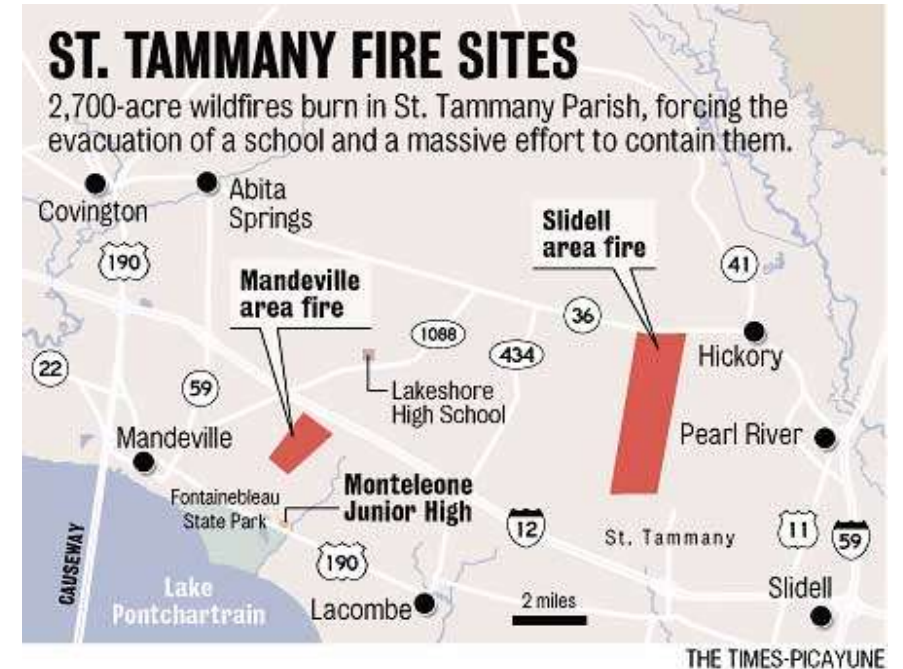 ST. TAMMANY FIRE SITES
2,700-acre wildfires burn in St. Tammany Parish, forcing the
evacuation of a school and a massive effort to contain them.
Covington
Abita
Springs
190
Slidell
area fire
41
Mandeville
area fire
36
1088
434
Hickory
22
59
Lakeshore
High School
Mandeville
Pearl River
Fontainebleau
State Park
Monteleone
Junior High
12
St. Tammany
11
59
CAUSEWAY
190
Lake
Pontchartrain
Lacombe
2 miles
Slidell
THE TIMES-PICAYUNE